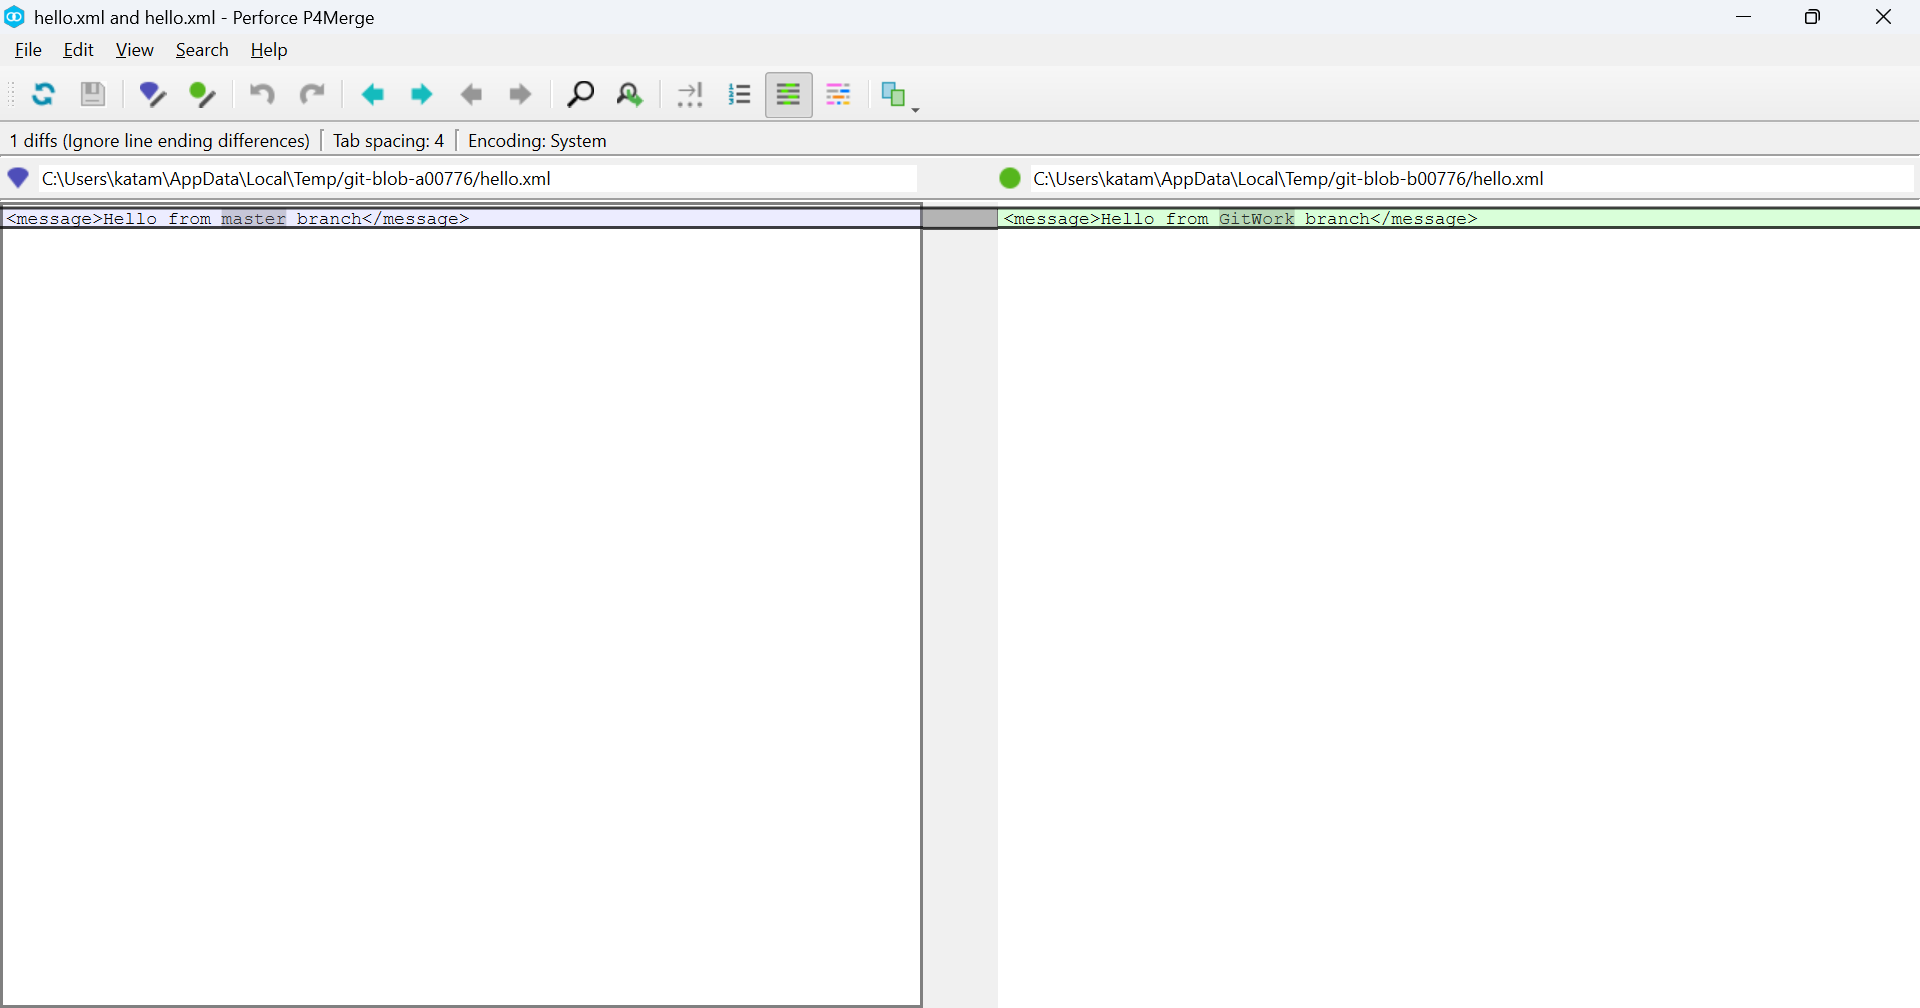 hello.xml and hello.xml - Perforce P4Merge
File Edit View Search Help
1 diffs (Ignore line ending differences) Tab spacing: 4 Encoding: System
C:\Users\katam\AppData\Local\Temp/git-blob-a00776/hello.xml
C:\Users\katam\AppData\Local\Temp/git-blob-b00776/hello.xml
<message>Hello from master branch</message>
<message>Hello from GitWork branch</message>